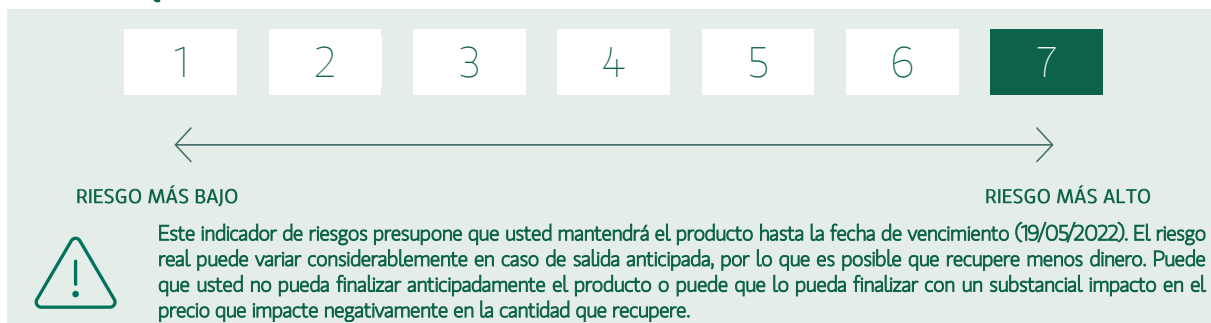 1 2 3 4 5 6 7
RIESGO MÁS BAJO RIESGO MÁS ALTO
Este indicador de riesgos presupone que usted mantendrá el producto hasta la fecha de vencimiento (19/05/2022). El riesgo
real puede variar considerablemente en caso de salida anticipada, por lo que es posible que recupere menos dinero. Puede
que usted no pueda finalizar anticipadamente el producto o puede que lo pueda finalizar con un substancial impacto en el
precio que impacte negativamente en la cantidad que recupere.